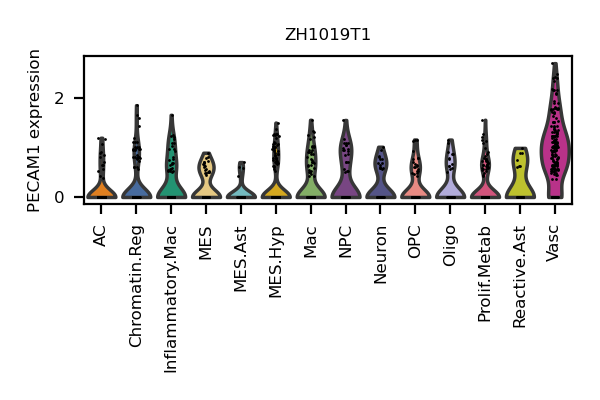 ZH1019T1
PECAM1 expression
2
0
AC
Chromatin.Reg
Inflammatory.Mac
MES
MES.Ast
MES.Hyp
Mac
NPC
Neuron
OPC
Oligo
Prolif.Metab
Reactive.Ast
Vasc